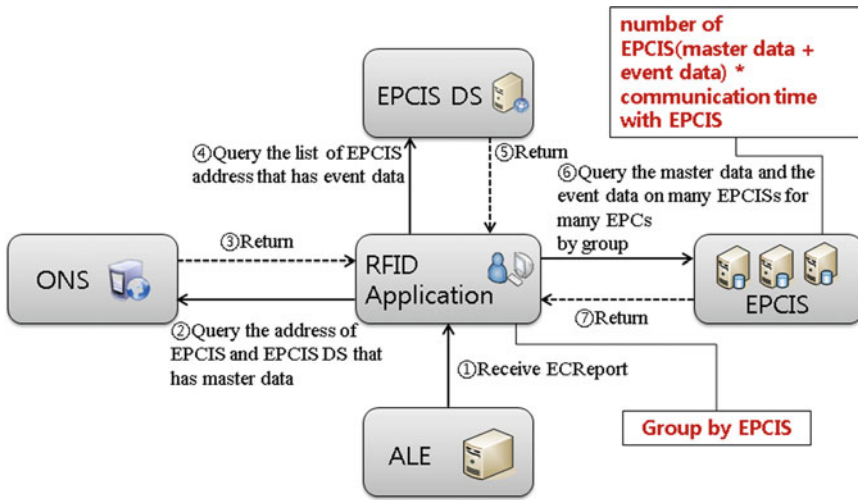 number of
EPCIS(master data +
event data) *
communication time
with EPCIS
EPCIS DS
④Query the list of EPCIS
address that has event data
⑤Return
⑥Query the master data and the
event data on many EPCISs for
many EPCs
by group
③Return
ONS
RFID
Application
EPCIS
②Query the address of
EPCIS and EPCIS DS that
has master data
⑦Return
①Receive ECReport
Group by EPCIS
ALE